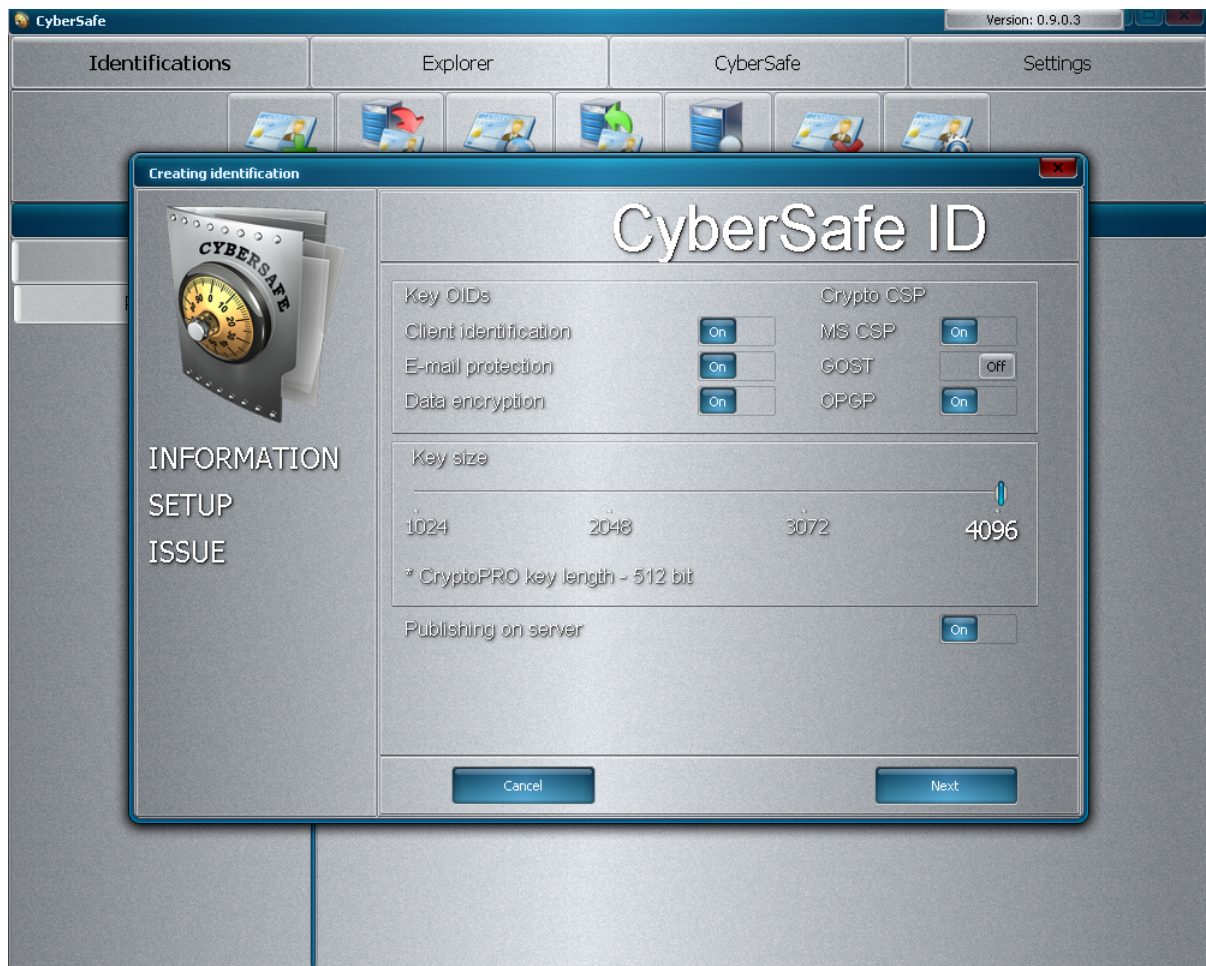 CyberSafe
Version: 0.9.0.3
Identifications
Explorer
CyberSafe
Settings
Creating identification
CYBERSAFE
CyberSafe ID
Key OIDs
Crypto CSP
Client identification
On
MS CSP
On
E-mail protection
On
GOST
Off
Data encryption
On
OPGP
On
INFORMATION
SETUP
ISSUE
Key size
1024
2048
3072
4096
* CryptoPRO key length - 512 bit
Publishing on server
On
Cancel
Next